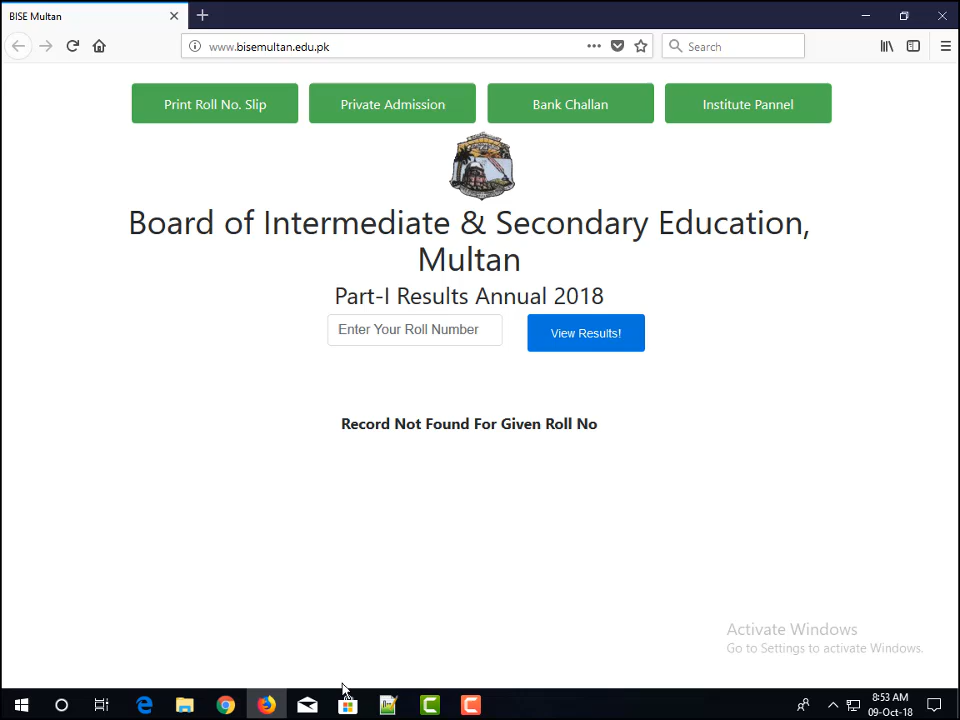 BISE Multan
www.bisemultan.edu.pk
Search
Print Roll No. Slip
Private Admission
Bank Challan
Institute Pannel
Board of Intermediate & Secondary Education,
Multan
Part-I Results Annual 2018
Enter Your Roll Number
View Results!
Record Not Found For Given Roll No
Activate Windows
Go to Settings to activate Windows.
8:53 AM
09-Oct-18